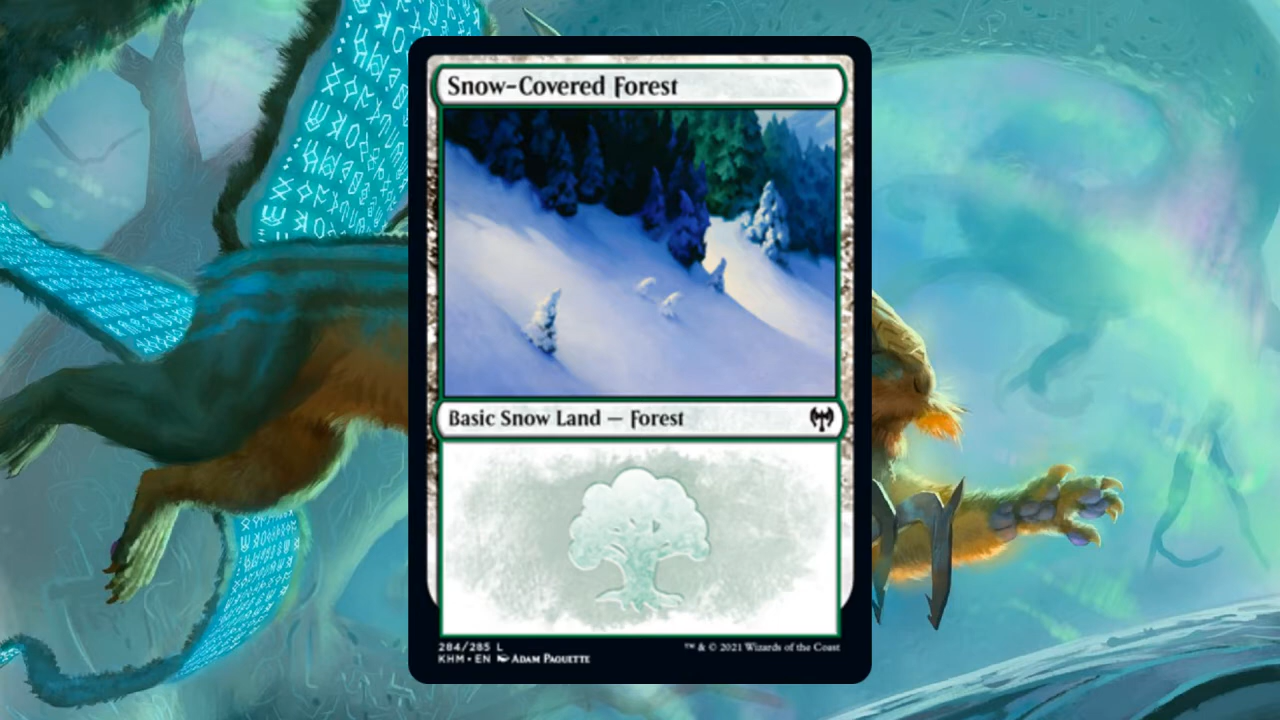 Snow-Covered Forest
Basic Snow Land — Forest
284/285 L
KHM • EN Adam Paquette
™ & © 2021 Wizards of the Coast